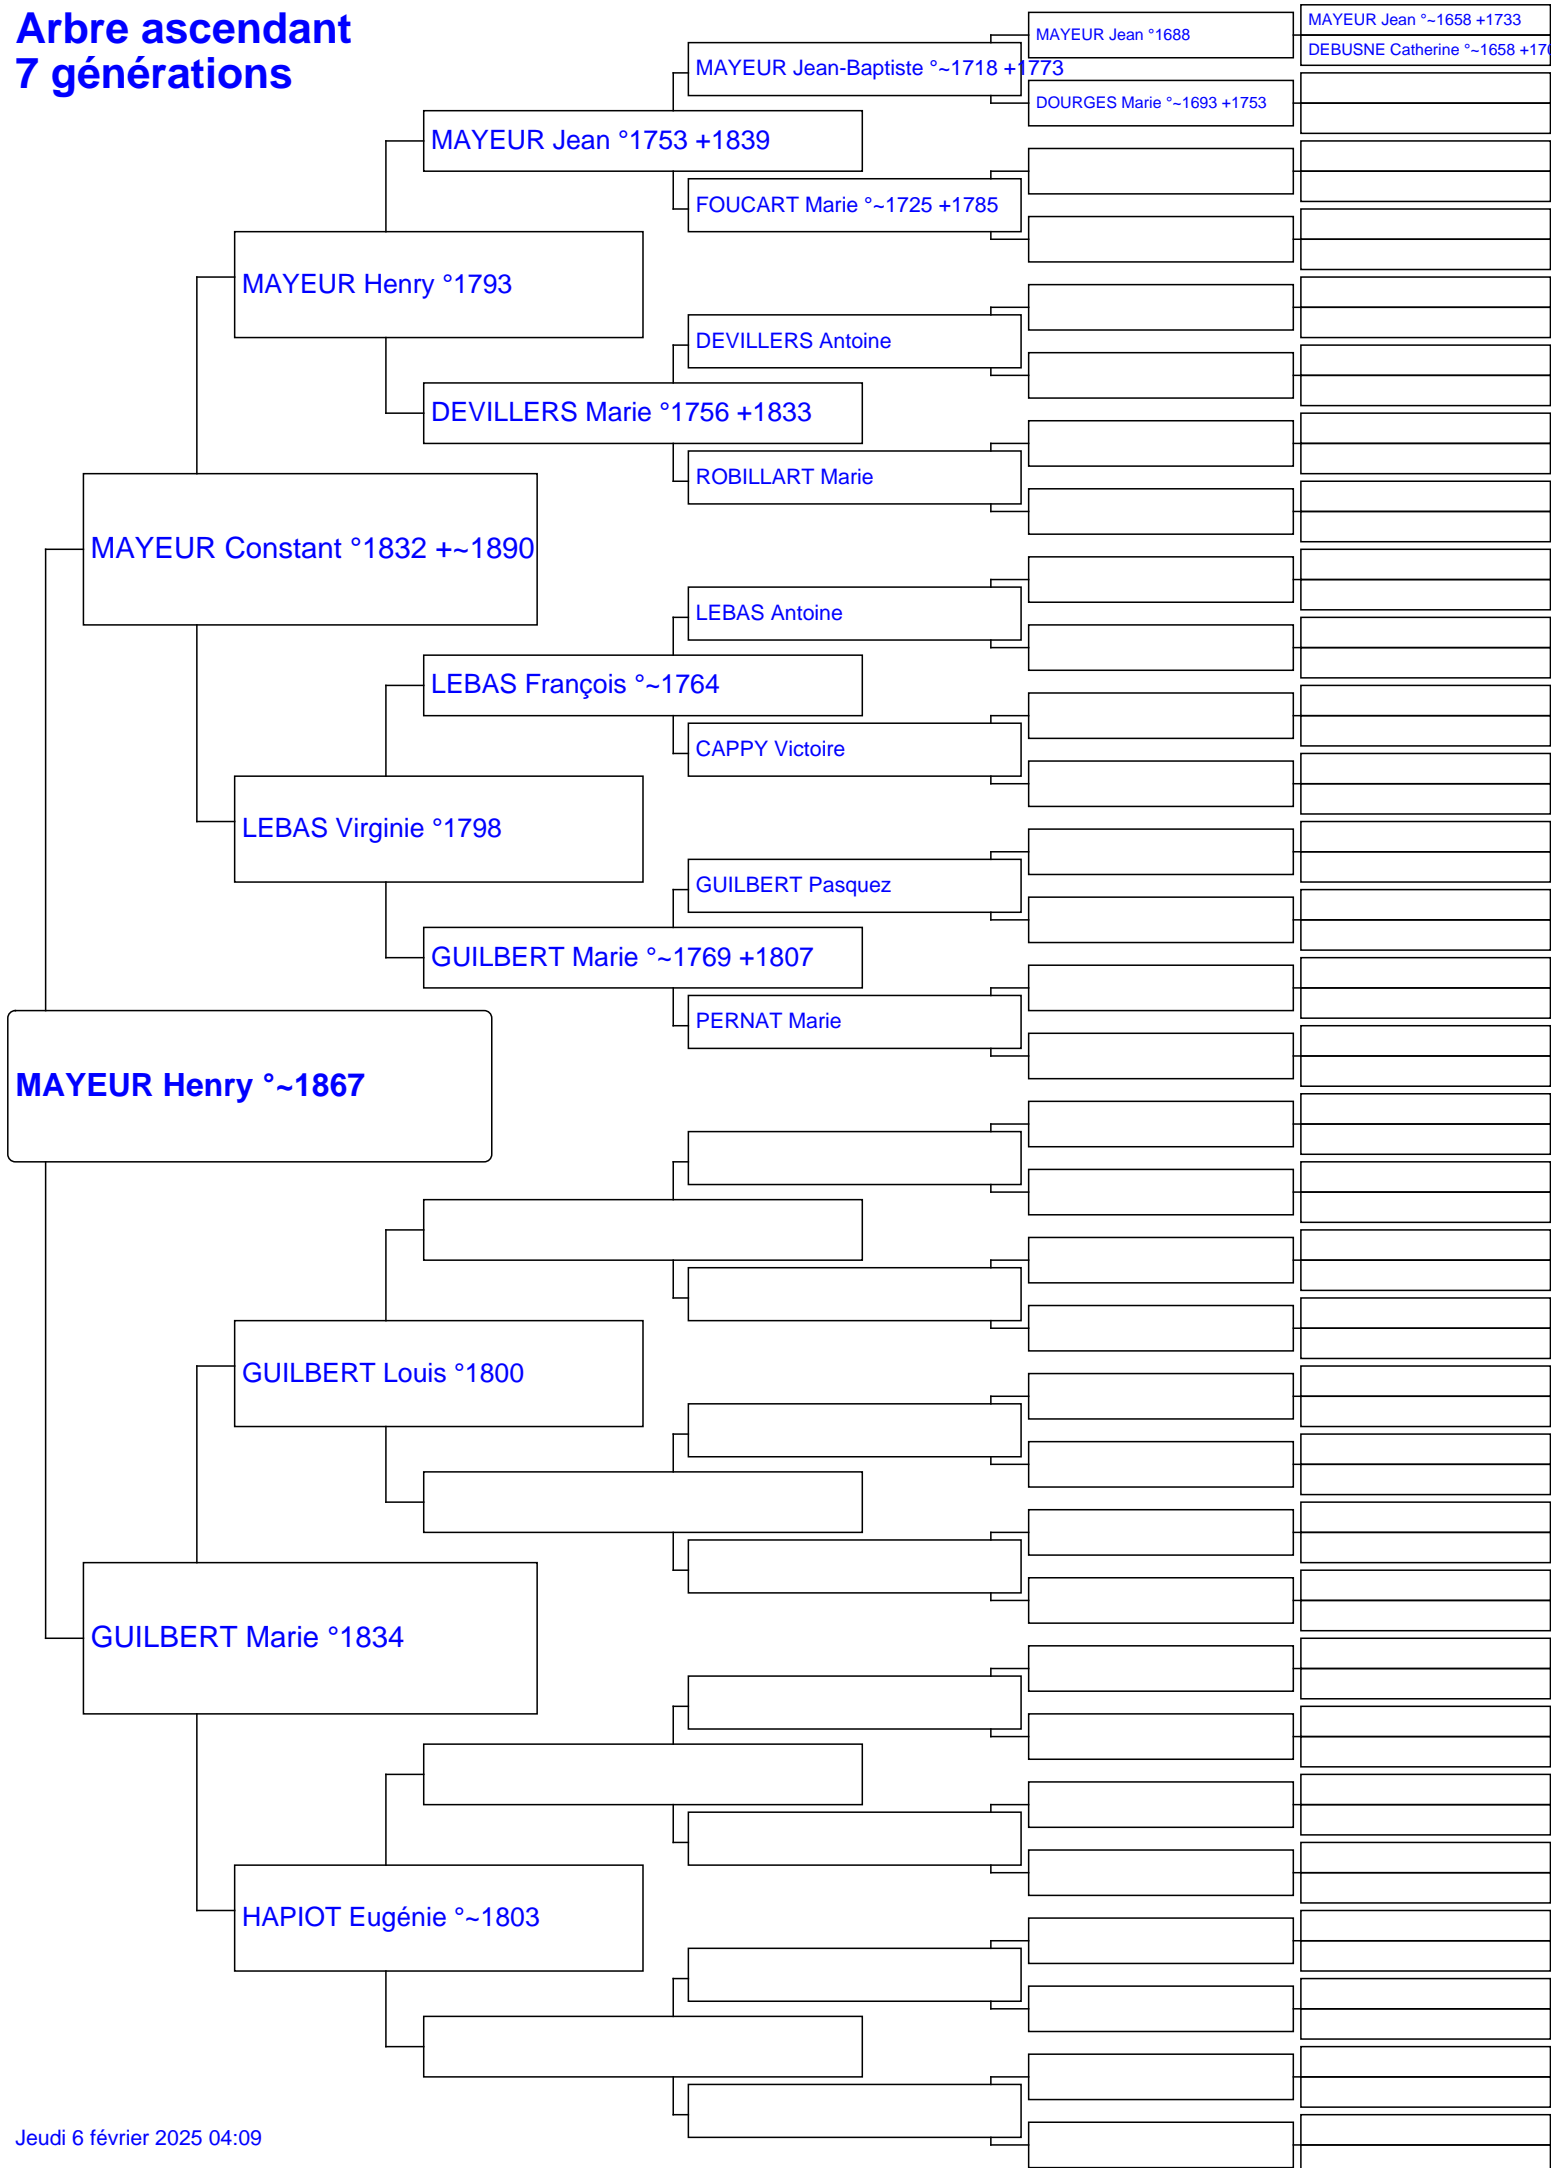 Arbre ascendant
7 générations
MAYEUR Jean °~1658 +1733
MAYEUR Jean °1688
DEBUSNE Catherine °~1658
MAYEUR Jean-Baptiste °~1718 +1773
DOURGES Marie °~1693 +1753
MAYEUR Jean °1753 +1839
FOUCART Marie °~1725 +1785
MAYEUR Henry °1793
DEVILLERS Antoine
DEVILLERS Marie °1756 +1833
ROBILLART Marie
MAYEUR Constant °1832 +~1890
LEBAS Antoine
LEBAS François °~1764
CAPPY Victoire
LEBAS Virginie °1798
GUILBERT Pasquez
GUILBERT Marie °~1769 +1807
PERNAT Marie
MAYEUR Henry °~1867
GUILBERT Louis °1800
GUILBERT Marie °1834
HAPIOT Eugénie °~1803
Jeudi 6 février 2025 04:09